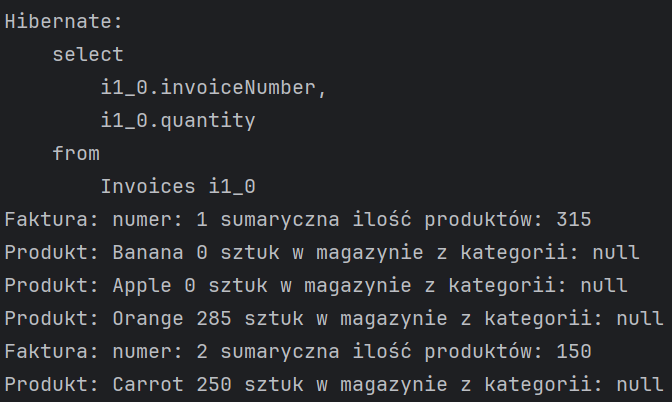 Hibernate:
select
i1_0.invoiceNumber,
i1_0.quantity
from
Invoices i1_0
Faktura: numer: 1 sumaryczna ilość produktów: 315
Produkt: Banana 0 sztuk w magazynie z kategorii: null
Produkt: Apple 0 sztuk w magazynie z kategorii: null
Produkt: Orange 285 sztuk w magazynie z kategorii: null
Faktura: numer: 2 sumaryczna ilość produktów: 150
Produkt: Carrot 250 sztuk w magazynie z kategorii: null